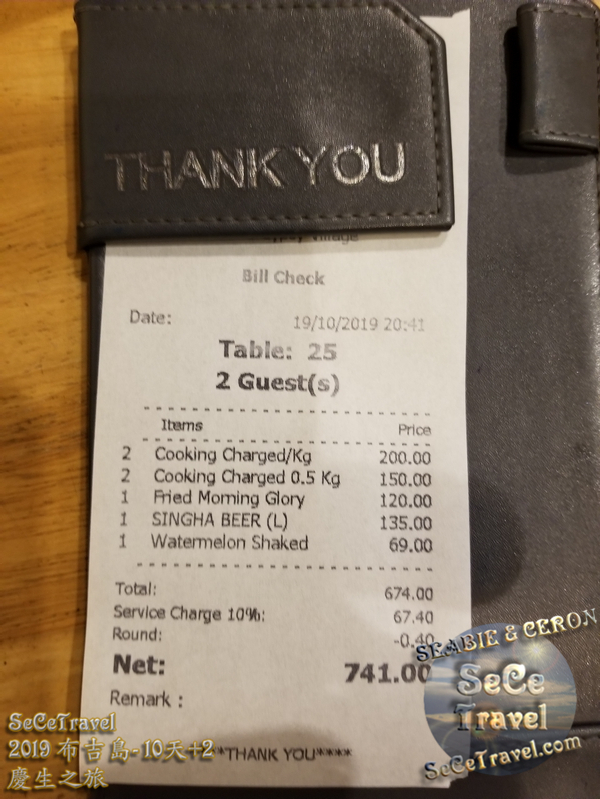 THANK YOU
Village
Bill Check
Date: 19/10/2019 20:41
Table: 25
2 Guest(s)
Items Price
2 Cooking Charged/Kg 200.00
2 Cooking Charged 0.5 Kg 150.00
1 Fried Morning Glory 120.00
1 SINGHA BEER (L) 135.00
1 Watermelon Shaked 69.00
Total: 674.00
Service Charge 10%: 67.40
Round: -0.40
Net: 741.00
Remark :
**THANK YOU****
SeCeTravel
2019 布吉島-10天+2
慶生之旅
SEABIE & CERON
SeCe
Travel
SeCeTravel.com